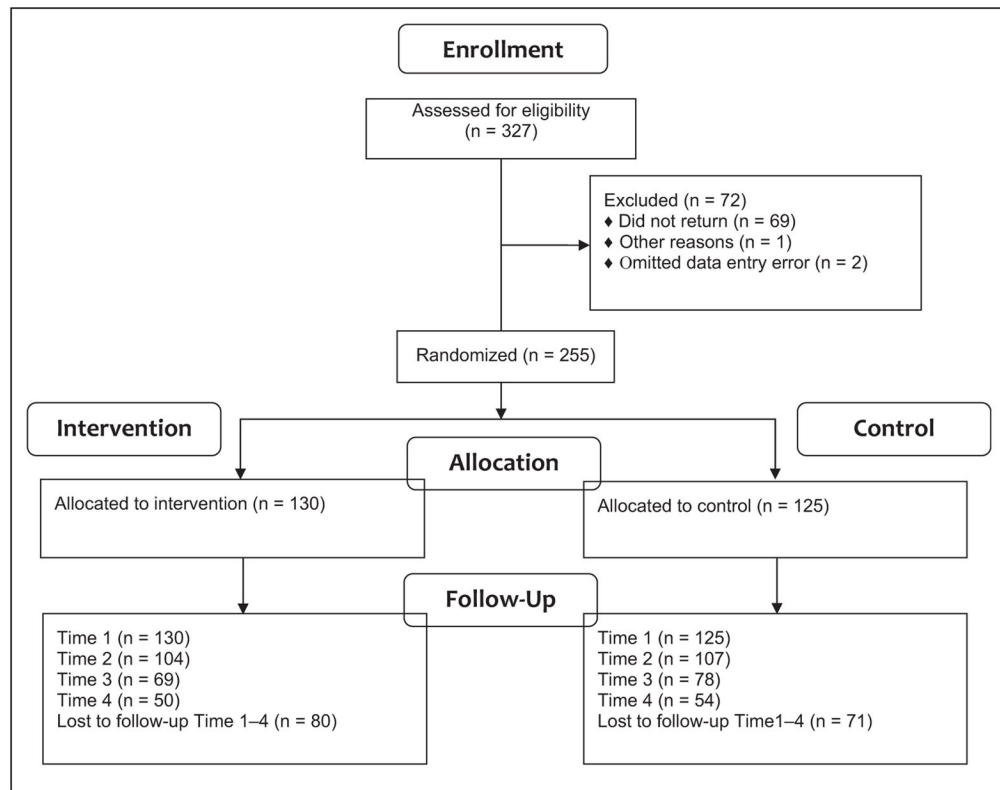 Enrollment
Assessed for eligibility
(n = 327)
Excluded (n = 72)
♦ Did not return (n = 69)
♦ Other reasons (n = 1)
♦ Omitted data entry error (n = 2)
Randomized (n = 255)
Intervention
Control
Allocation
Allocated to intervention (n = 130)
Allocated to control (n = 125)
Follow-Up
Time 1 (n = 130)
Time 2 (n = 104)
Time 3 (n = 69)
Time 4 (n = 50)
Lost to follow-up Time 1–4 (n = 80)
Time 1 (n = 125)
Time 2 (n = 107)
Time 3 (n = 78)
Time 4 (n = 54)
Lost to follow-up Time1–4 (n = 71)